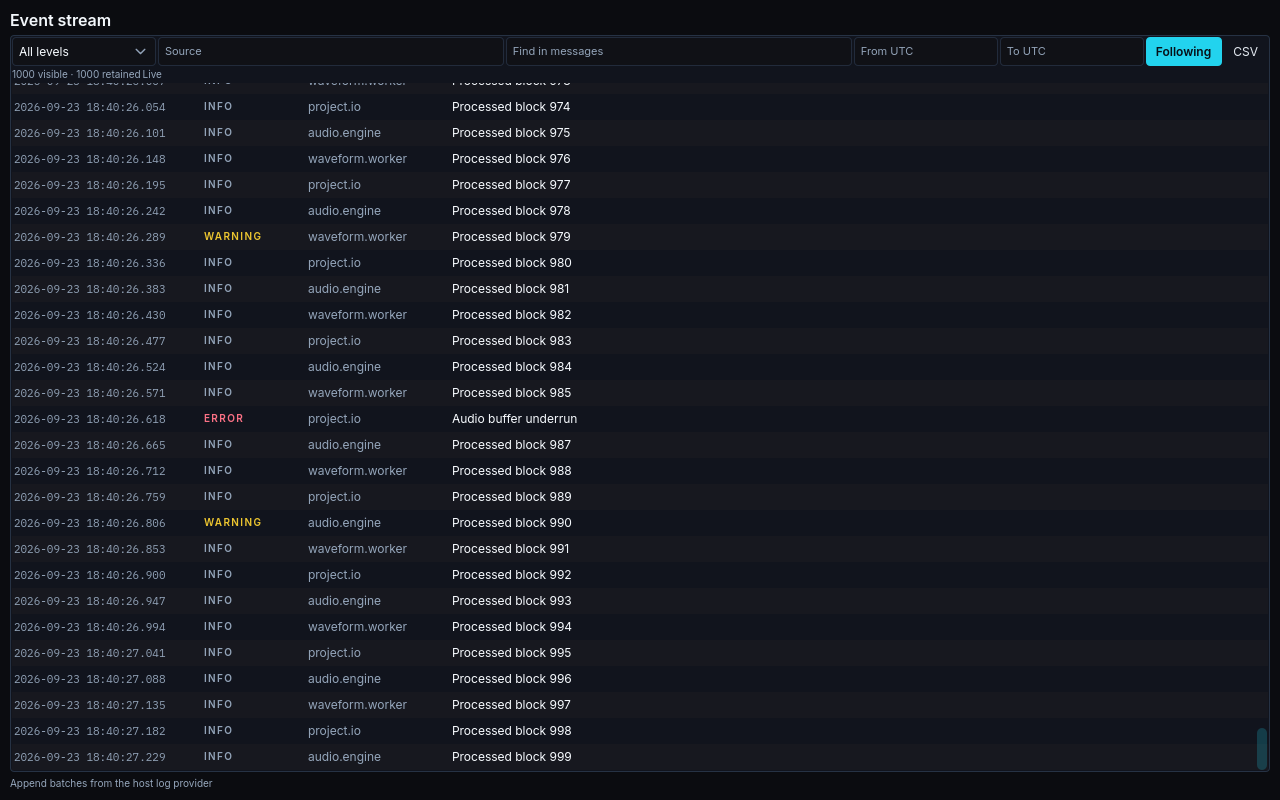 Event stream
All levels Source Find in messages From UTC To UTC Following CSV
1000 visible · 1000 retained Live
2026-09-23 18:40:26.054 INFO project.io Processed block 974
2026-09-23 18:40:26.101 INFO audio.engine Processed block 975
2026-09-23 18:40:26.148 INFO waveform.worker Processed block 976
2026-09-23 18:40:26.195 INFO project.io Processed block 977
2026-09-23 18:40:26.242 INFO audio.engine Processed block 978
2026-09-23 18:40:26.289 WARNING waveform.worker Processed block 979
2026-09-23 18:40:26.336 INFO project.io Processed block 980
2026-09-23 18:40:26.383 INFO audio.engine Processed block 981
2026-09-23 18:40:26.430 INFO waveform.worker Processed block 982
2026-09-23 18:40:26.477 INFO project.io Processed block 983
2026-09-23 18:40:26.524 INFO audio.engine Processed block 984
2026-09-23 18:40:26.571 INFO waveform.worker Processed block 985
2026-09-23 18:40:26.618 ERROR project.io Audio buffer underrun
2026-09-23 18:40:26.665 INFO audio.engine Processed block 987
2026-09-23 18:40:26.712 INFO waveform.worker Processed block 988
2026-09-23 18:40:26.759 INFO project.io Processed block 989
2026-09-23 18:40:26.806 WARNING audio.engine Processed block 990
2026-09-23 18:40:26.853 INFO waveform.worker Processed block 991
2026-09-23 18:40:26.900 INFO project.io Processed block 992
2026-09-23 18:40:26.947 INFO audio.engine Processed block 993
2026-09-23 18:40:26.994 INFO waveform.worker Processed block 994
2026-09-23 18:40:27.041 INFO project.io Processed block 995
2026-09-23 18:40:27.088 INFO audio.engine Processed block 996
2026-09-23 18:40:27.135 INFO waveform.worker Processed block 997
2026-09-23 18:40:27.182 INFO project.io Processed block 998
2026-09-23 18:40:27.229 INFO audio.engine Processed block 999
Append batches from the host log provider